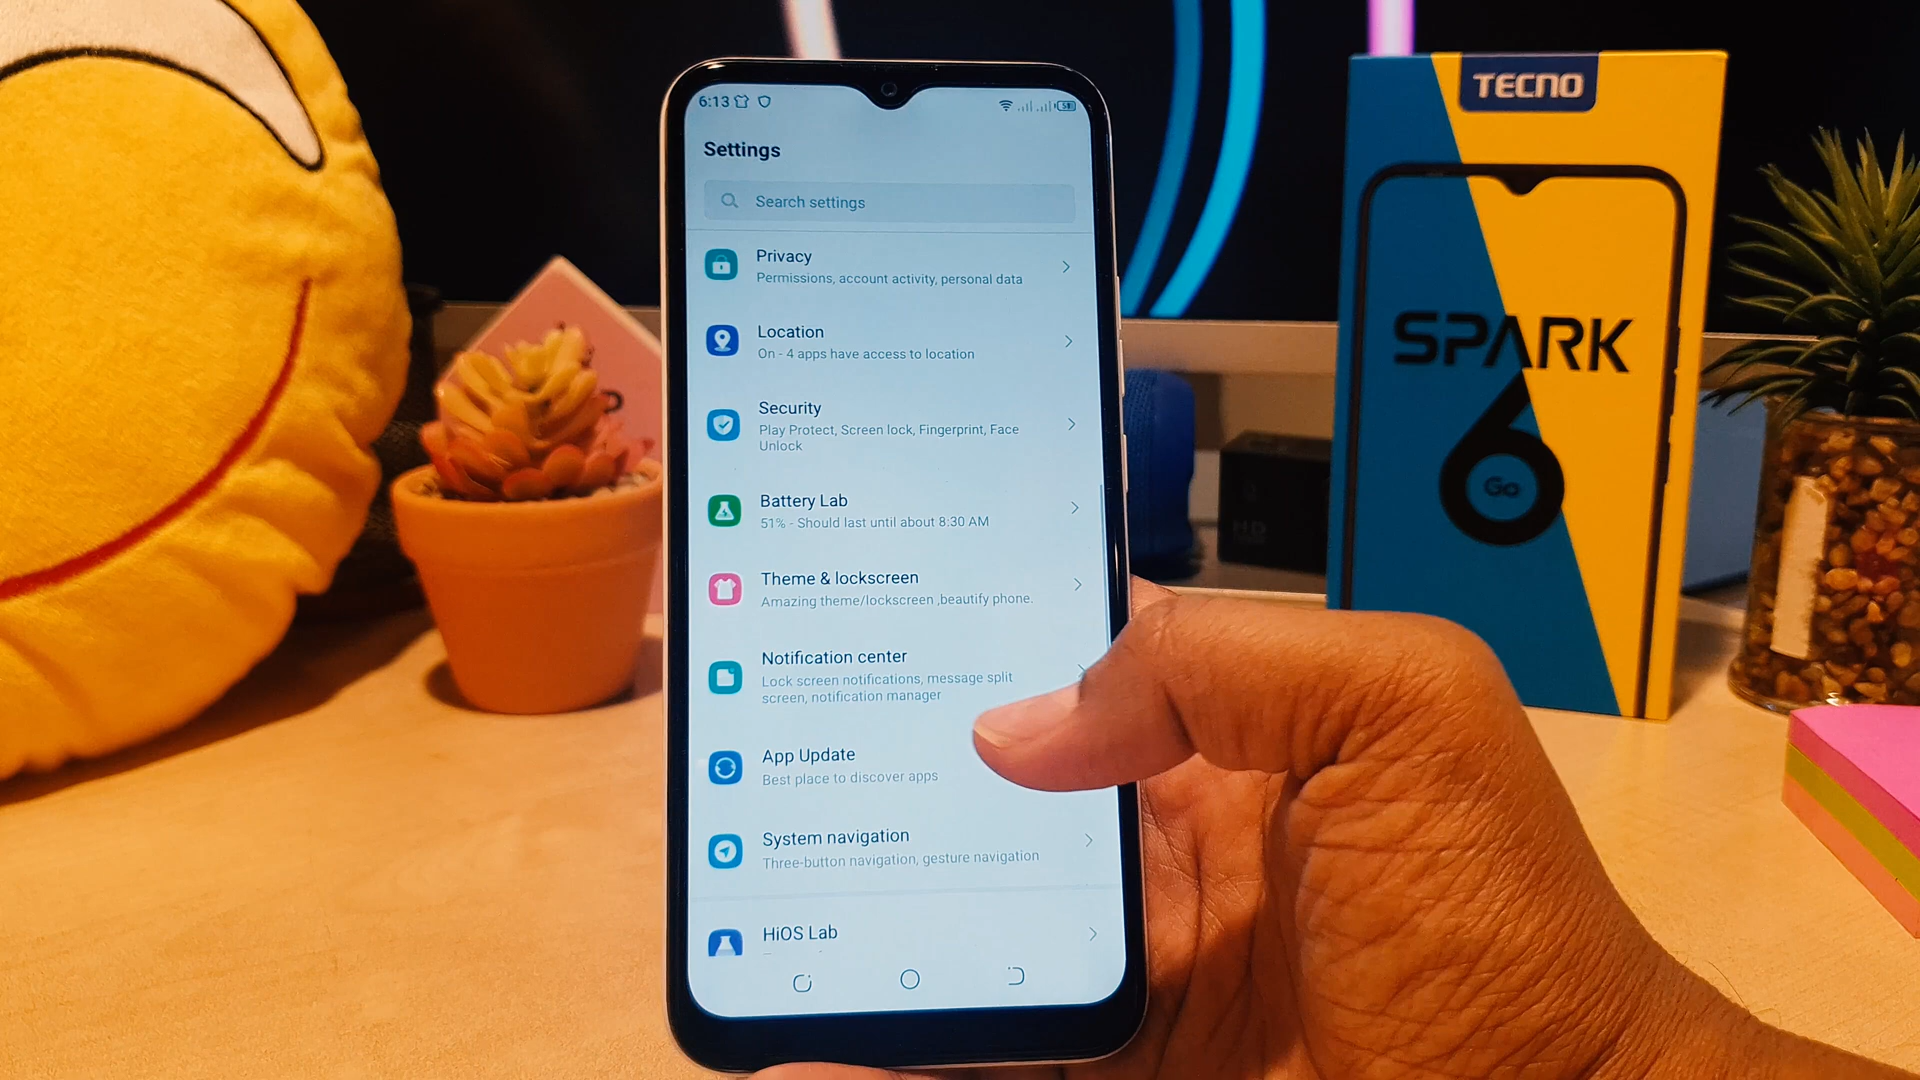 6:13
Settings
Search settings
Privacy
Permissions, account activity, personal data
Location
On - 4 apps have access to location
Security
Play Protect, Screen lock, Fingerprint, Face
Unlock
Battery Lab
51% - Should last until about 8:30 AM
Theme & lockscreen
Amazing theme/lockscreen ,beautify phone.
Notification center
Lock screen notifications, message split
screen, notification manager
App Update
Best place to discover apps
System navigation
Three-button navigation, gesture navigation
HiOS Lab
TECNO
SPARK
6
Go
HD